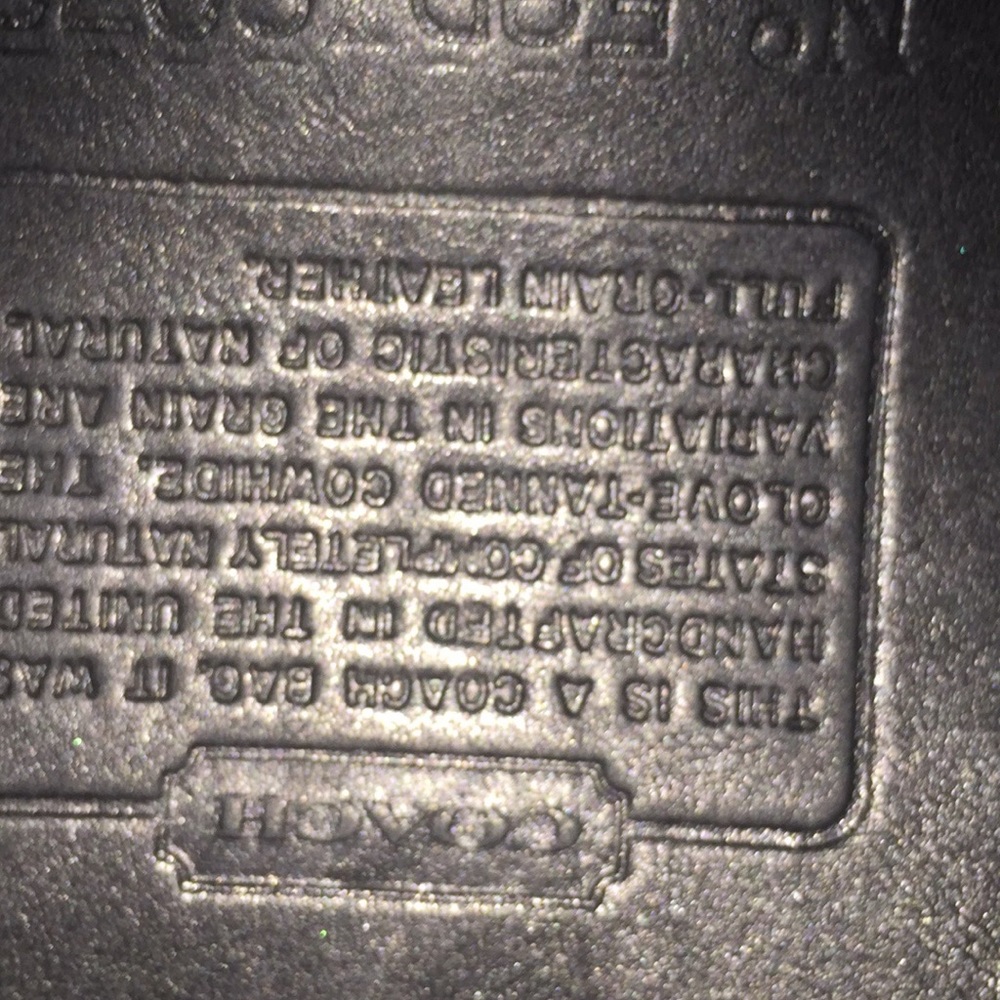 COACH
THIS IS A COACH BAG. IT WAS
HANDCRAFTED IN THE UNITED
STATES OF COMPLETELY NATURAL
GLOVE-TANNED COWHIDE. THE
VARIATIONS IN THE GRAIN ARE
CHARACTERISTIC OF NATURAL
FULL-GRAIN LEATHER.
No.